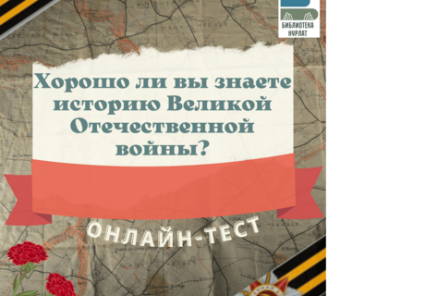 БИБЛИОТЕКА
НУРЛАТ
Хорошо ли вы знаете
историю Великой
Отечественной
войны?
ОНЛАЙН-ТЕСТ